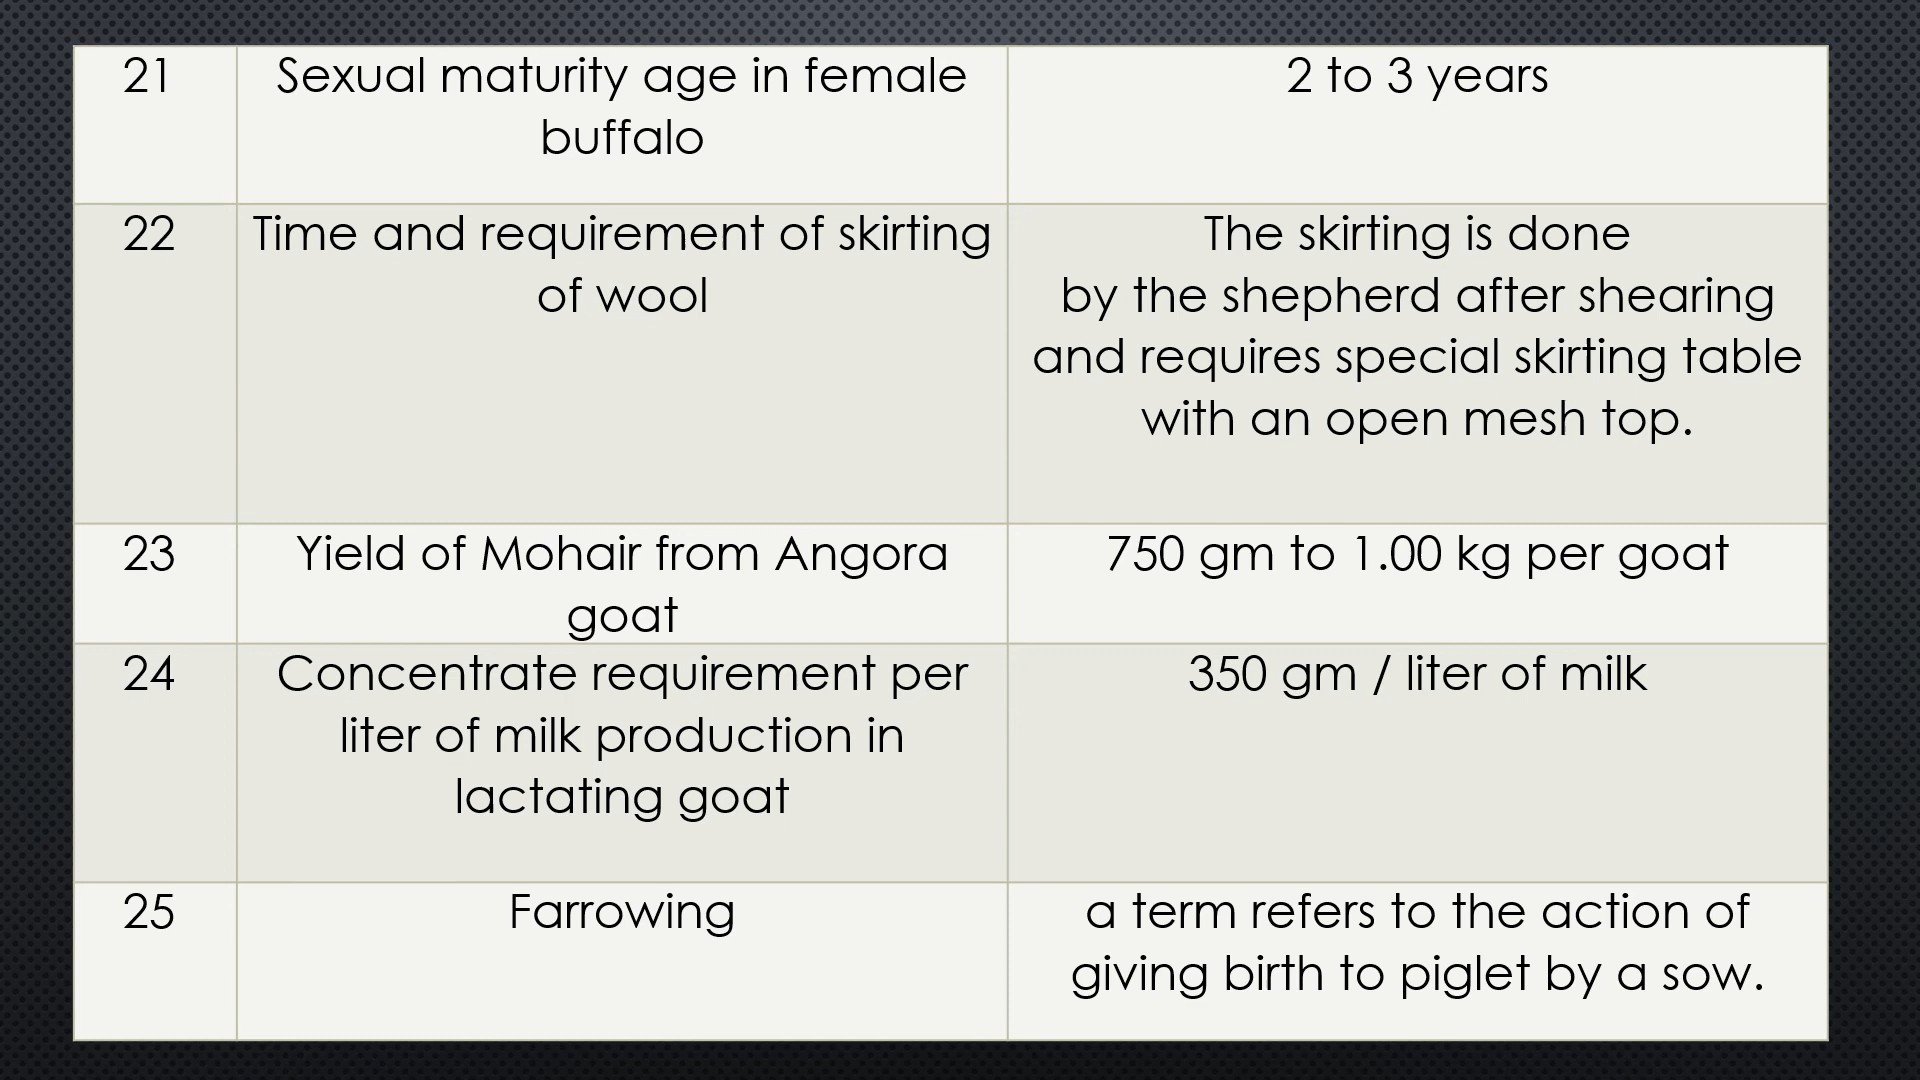 21
Sexual maturity age in female
buffalo
2 to 3 years
22
Time and requirement of skirting
of wool
The skirting is done
by the shepherd after shearing
and requires special skirting table
with an open mesh top.
23
Yield of Mohair from Angora
goat
750 gm to 1.00 kg per goat
24
Concentrate requirement per
liter of milk production in
lactating goat
350 gm / liter of milk
25
Farrowing
a term refers to the action of
giving birth to piglet by a sow.